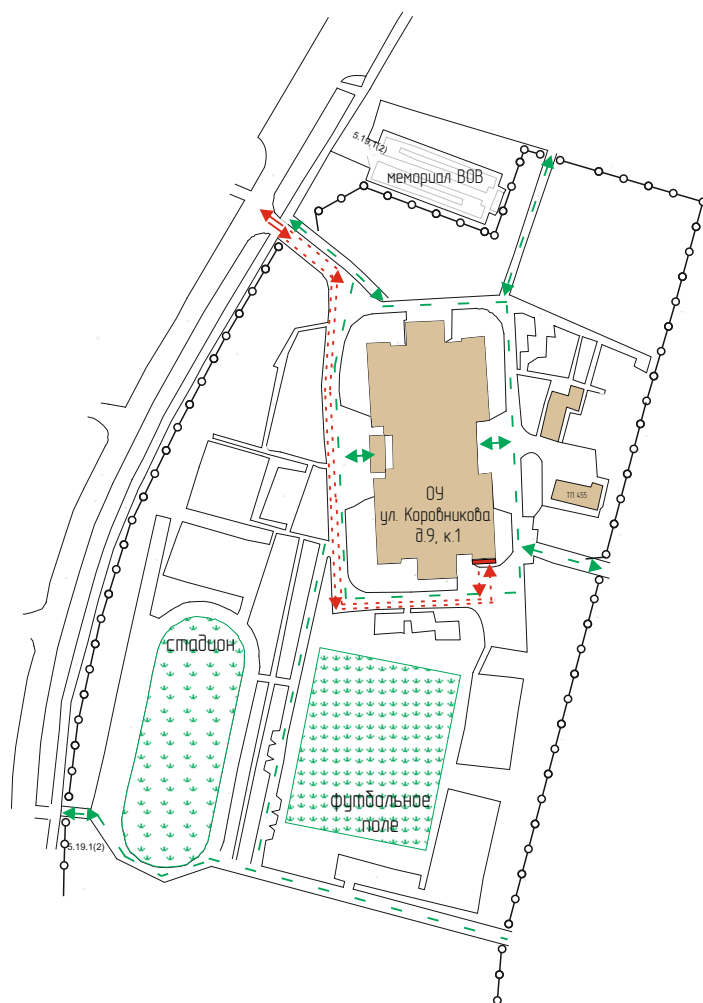 5.19.1(2)
мемориал ВОВ
ОУ
ул. Коровникова
д.9, к.1
ТП 455
стадион
футбольное
поле
5.19.1(2)